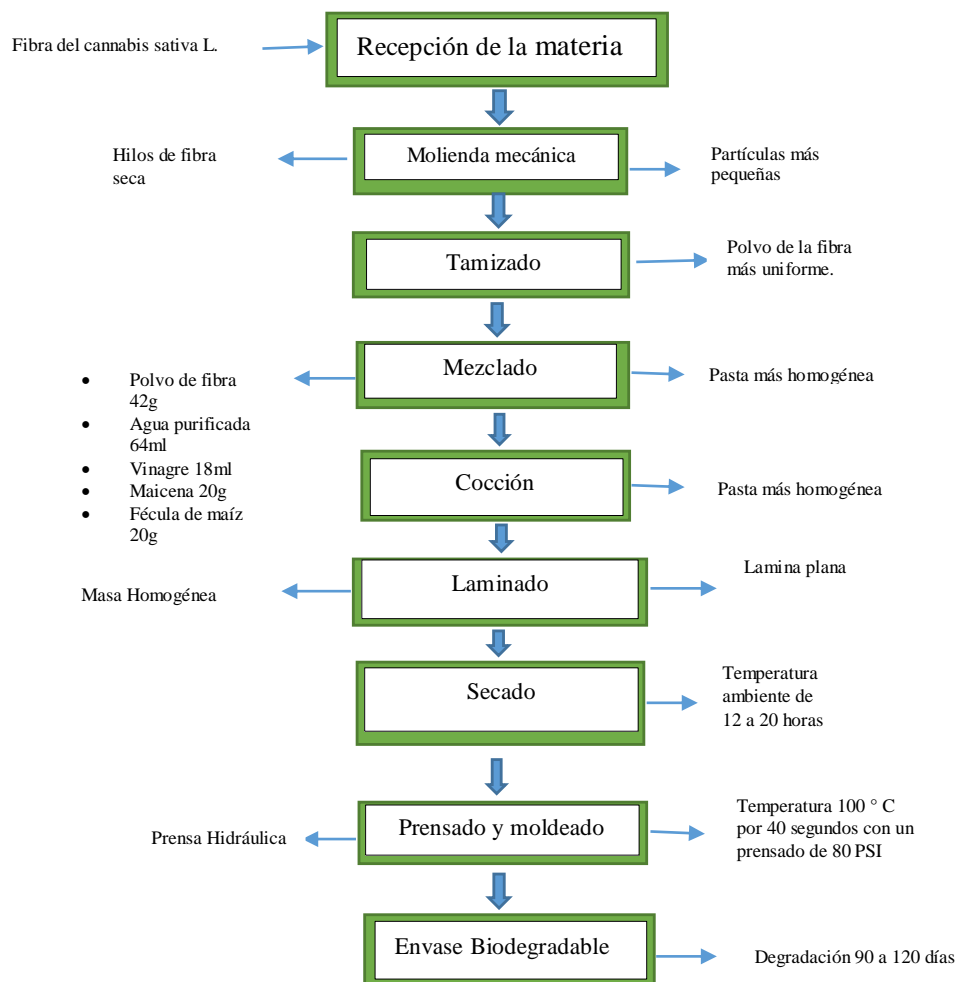 Fibra del cannabis sativa L.
Recepción de la materia
Hilos de fibra
seca
Molienda mecánica
Partículas más
pequeñas
Tamizado
Polvo de la fibra
más uniforme.
• Polvo de fibra
42g
• Agua purificada
64ml
• Vinagre 18ml
• Maicena 20g
• Fécula de maíz
20g
Mezclado
Pasta más homogénea
Cocción
Pasta más homogénea
Masa Homogénea
Laminado
Lamina plana
Secado
Temperatura
ambiente de
12 a 20 horas
Prensa Hidráulica
Prensado y moldeado
Temperatura 100 ° C
por 40 segundos con un
prensado de 80 PSI
Envase Biodegradable
Degradación 90 a 120 días